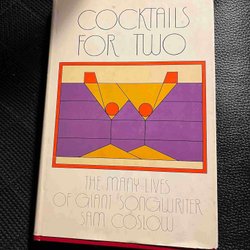 COCKTAILS
FOR TWO
THE MANY LIVES
OF GIANT SONGWRITER
SAM COSLOW